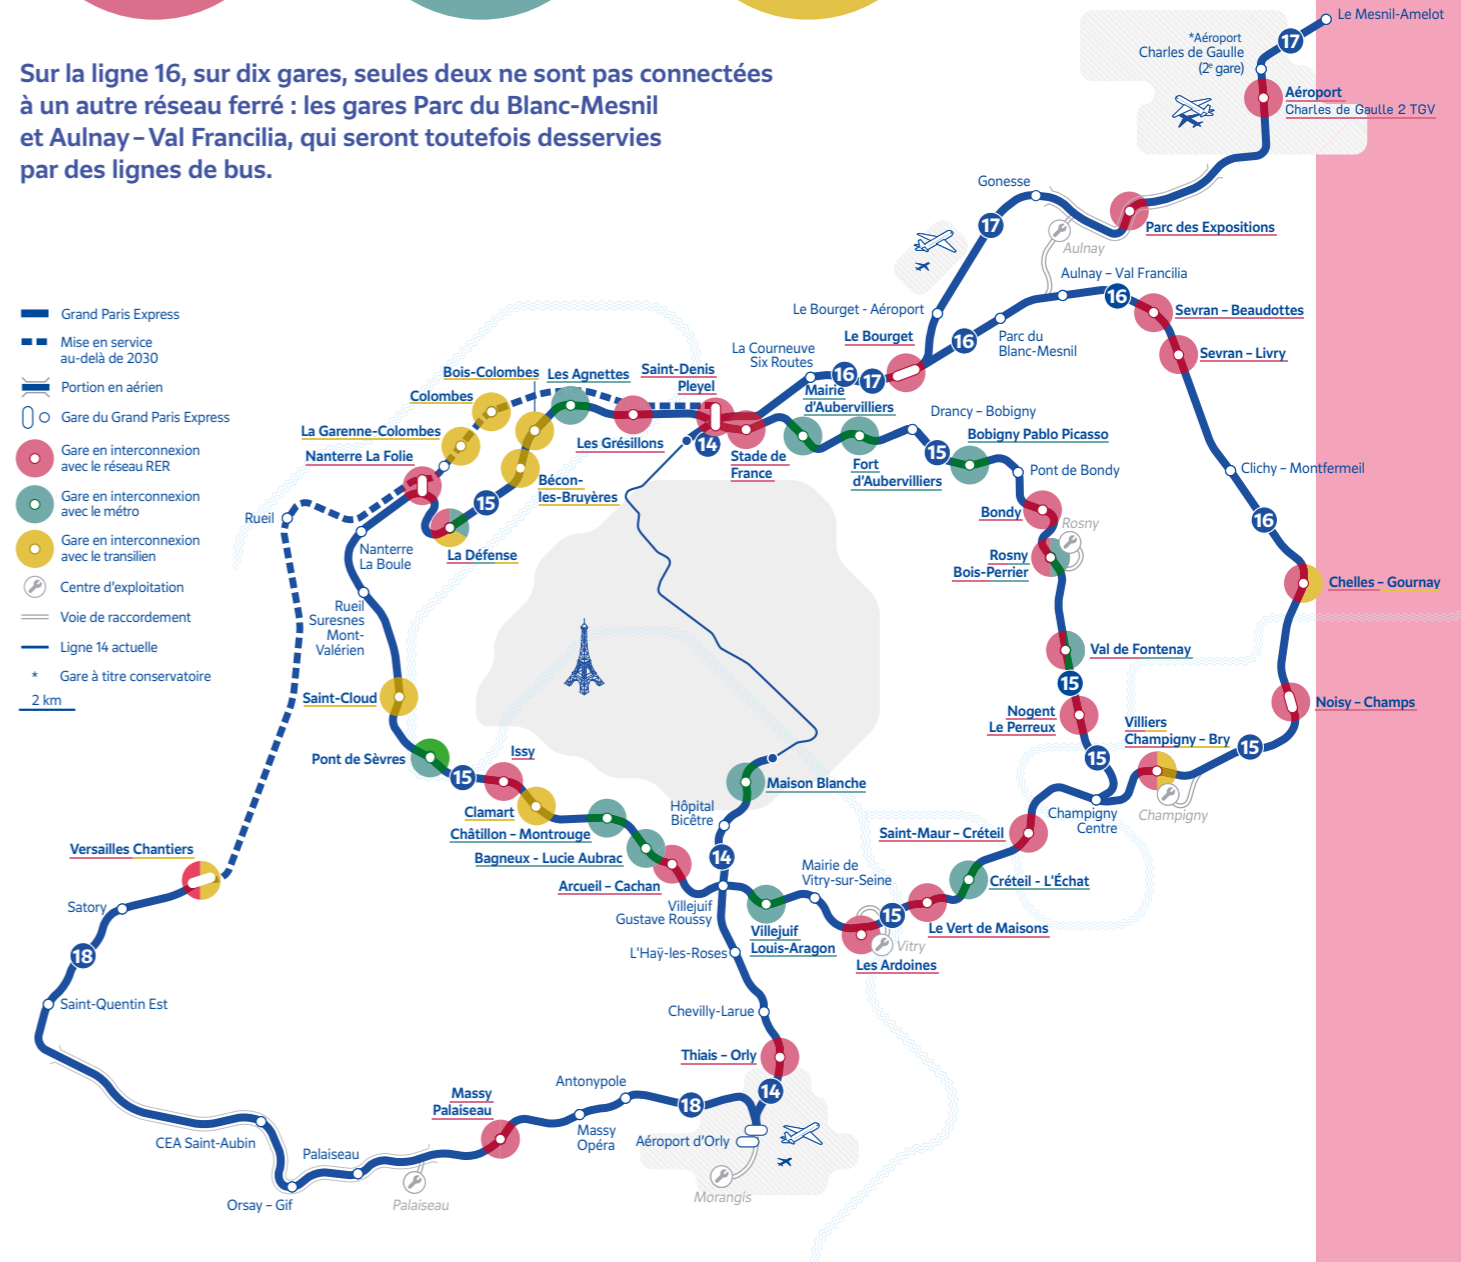 Sur la ligne 16, sur dix gares, seules deux ne sont pas connectées
à un autre réseau ferré : les gares Parc du Blanc-Mesnil
et Aulnay – Val Francilia, qui seront toutefois desservies
par des lignes de bus.
Grand Paris Express
Mise en service
au-delà de 2030
Portion en aérien
Gare du Grand Paris Express
Gare en interconnexion
avec le réseau RER
Gare en interconnexion
avec le métro
Gare en interconnexion
avec le transilien
Centre d'exploitation
Voie de raccordement
Ligne 14 actuelle
* Gare à titre conservatoire
2 km
Le Mesnil-Amelot
17
*Aéroport
Charles de Gaulle
(2e gare)
Aéroport
Charles de Gaulle 2 TGV
Gonesse
17
Parc des Expositions
Aulnay
Aulnay – Val Francilia
16
Le Bourget - Aéroport
Sevran – Beaudottes
Le Bourget
16
Parc du
Blanc-Mesnil
Sevran – Livry
La Courneuve
Six Routes
16
17
Bois-Colombes
Les Agnettes
Saint-Denis
Pleyel
Colombes
Mairie
d'Aubervilliers
Drancy – Bobigny
La Garenne-Colombes
Les Grésillons
14
Stade de
France
Bobigny Pablo Picasso
15
Nanterre La Folie
Fort
d'Aubervilliers
Pont de Bondy
Clichy – Montfermeil
Bécon-
les-Bruyères
15
Rueil
Bondy
Rosny
16
Nanterre
La Boule
La Défense
Rosny
Bois-Perrier
Chelles – Gournay
Rueil
Suresnes
Mont-
Valérien
Val de Fontenay
15
Saint-Cloud
Nogent
Le Perreux
Noisy – Champs
Villiers
Champigny – Bry
15
Pont de Sèvres
15
Issy
15
Maison Blanche
Clamart
Hôpital
Bicêtre
Champigny
Centre
Champigny
Châtillon – Montrouge
Saint-Maur – Créteil
Versailles Chantiers
Bagneux - Lucie Aubrac
14
Mairie de
Vitry-sur-Seine
Arcueil – Cachan
Créteil - L'Échat
Satory
Villejuif
Gustave Roussy
15
Villejuif
Louis-Aragon
Le Vert de Maisons
Vitry
18
L'Haÿ-les-Roses
Les Ardoines
Saint-Quentin Est
Chevilly-Larue
Thiais – Orly
Massy
Palaiseau
Antonypole
14
18
Massy
Opéra
Aéroport d'Orly
CEA Saint-Aubin
Palaiseau
Morangis
Orsay – Gif
Palaiseau